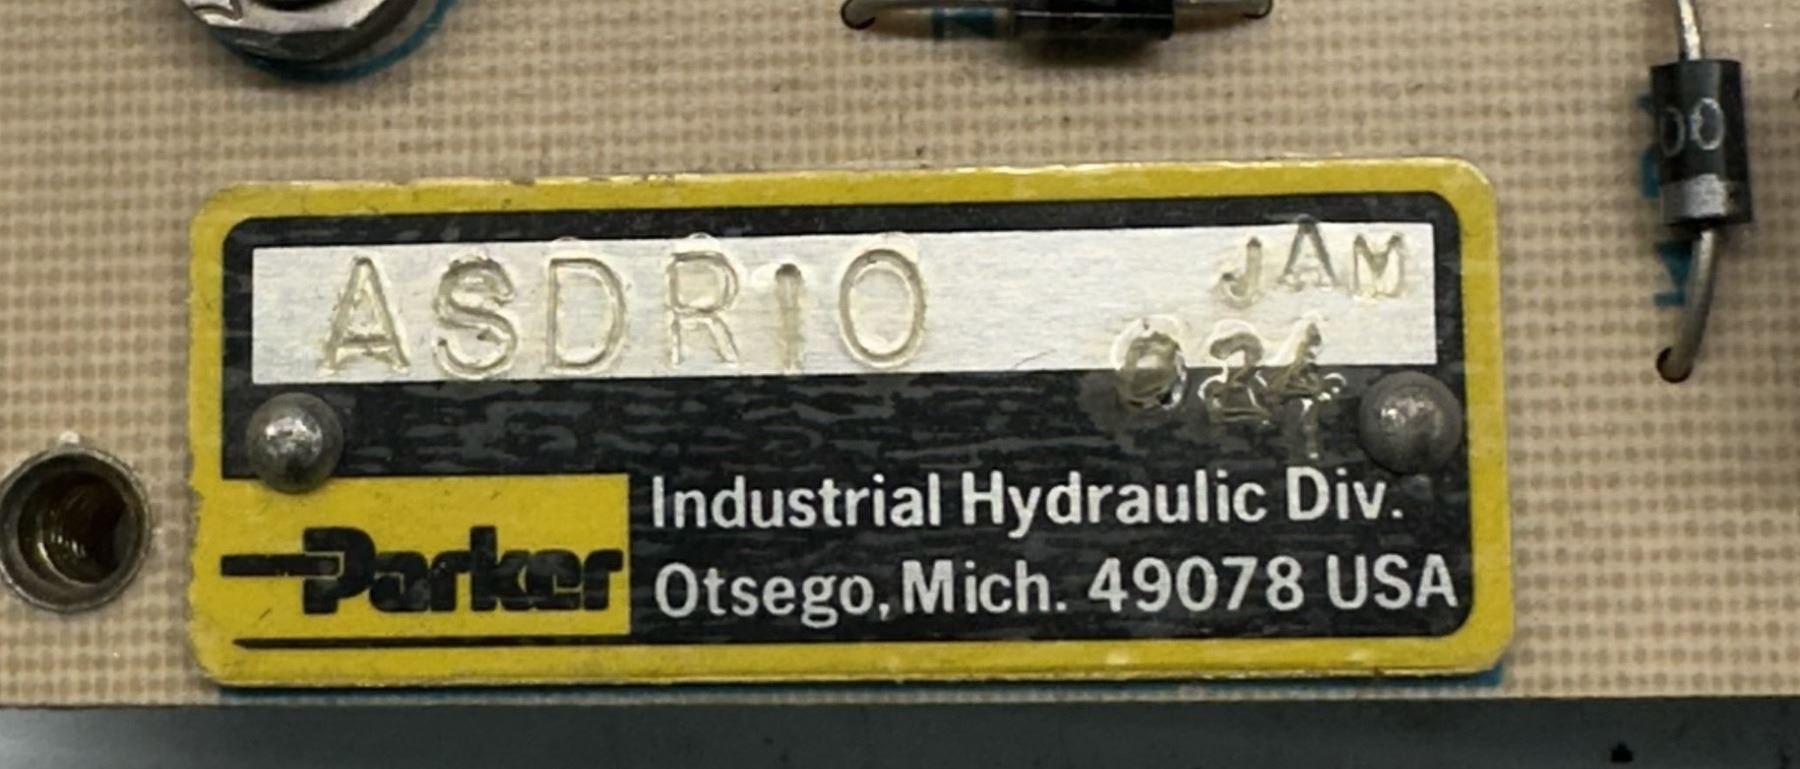 ASDR10
JAM
Industrial Hydraulic Div.
Parker
Otsego, Mich. 49078 USA